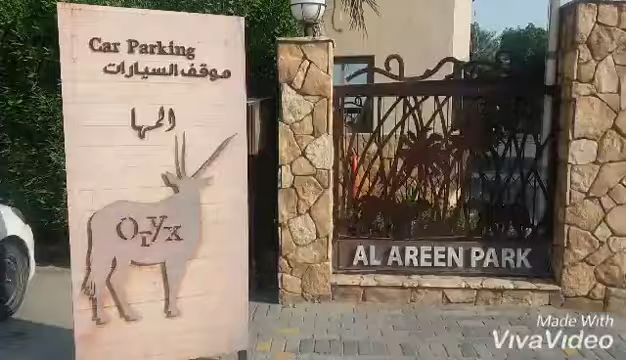 Car Parking
موقف السيارات
المها
Oryx
AL AREEN PARK
Made With
VivaVideo